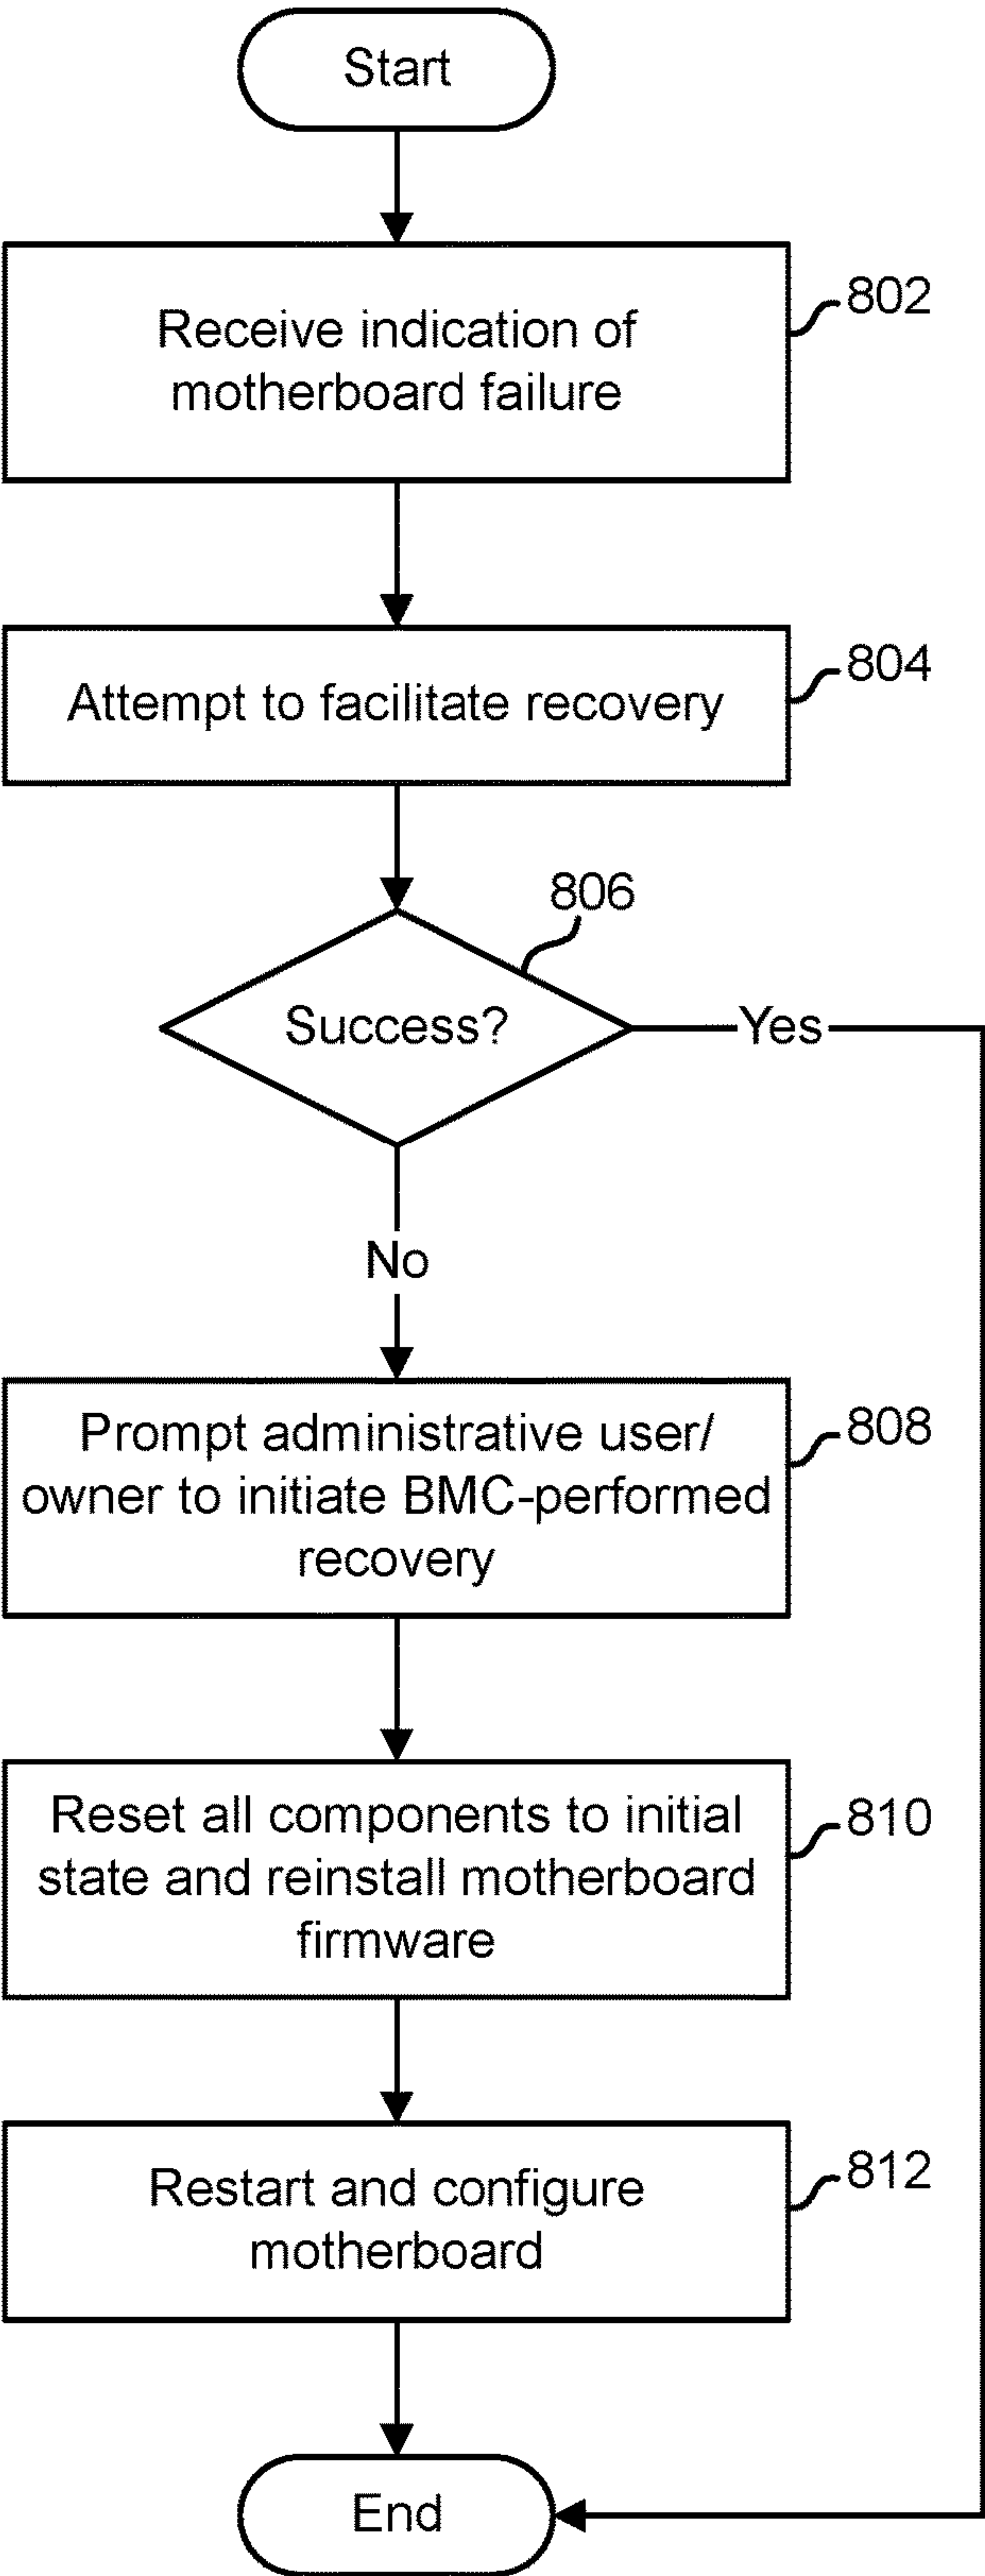 Start
Receive indication of
motherboard failure
802
Attempt to facilitate recovery
804
806
Success?
Yes
No
Prompt administrative user/
owner to initiate BMC-performed
recovery
808
Reset all components to initial
state and reinstall motherboard
firmware
810
Restart and configure
motherboard
812
End